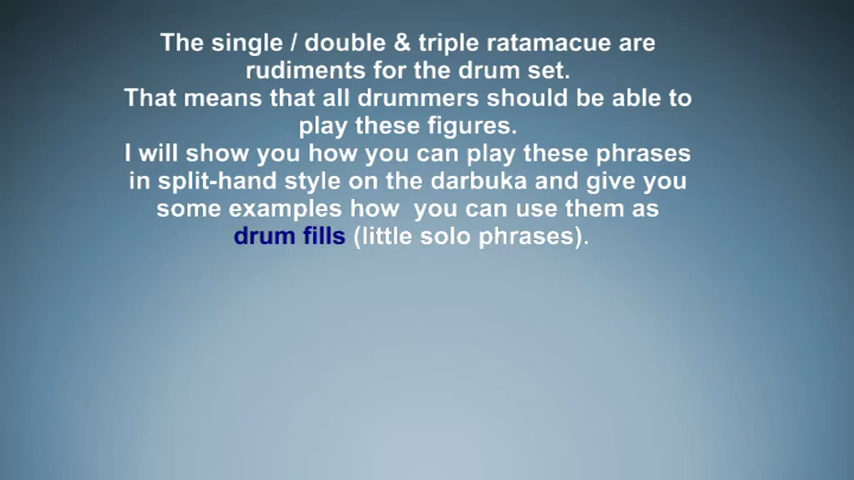 The single / double & triple ratamacue are
rudiments for the drum set.
That means that all drummers should be able to
play these figures.
I will show you how you can play these phrases
in split-hand style on the darbuka and give you
some examples how  you can use them as
drum fills (little solo phrases).